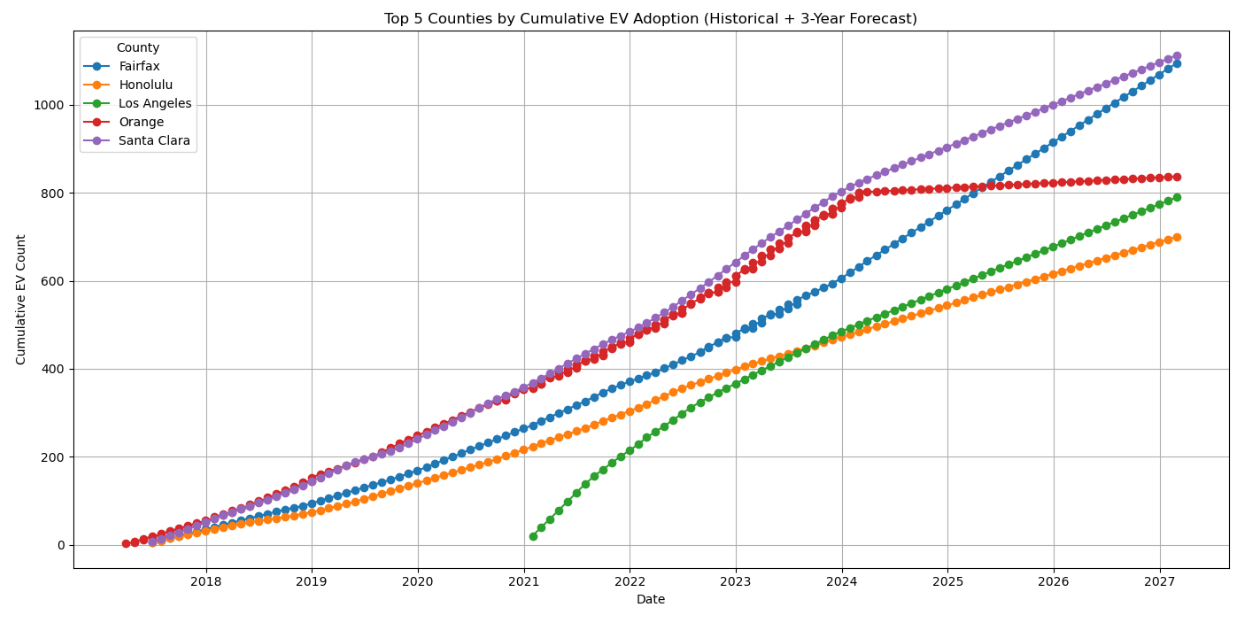 Top 5 Counties by Cumulative EV Adoption (Historical + 3-Year Forecast)
County
Fairfax
Honolulu
Los Angeles
Orange
Santa Clara
Cumulative EV Count
1000
800
600
400
200
0
2018 2019 2020 2021 2022 2023 2024 2025 2026 2027
Date